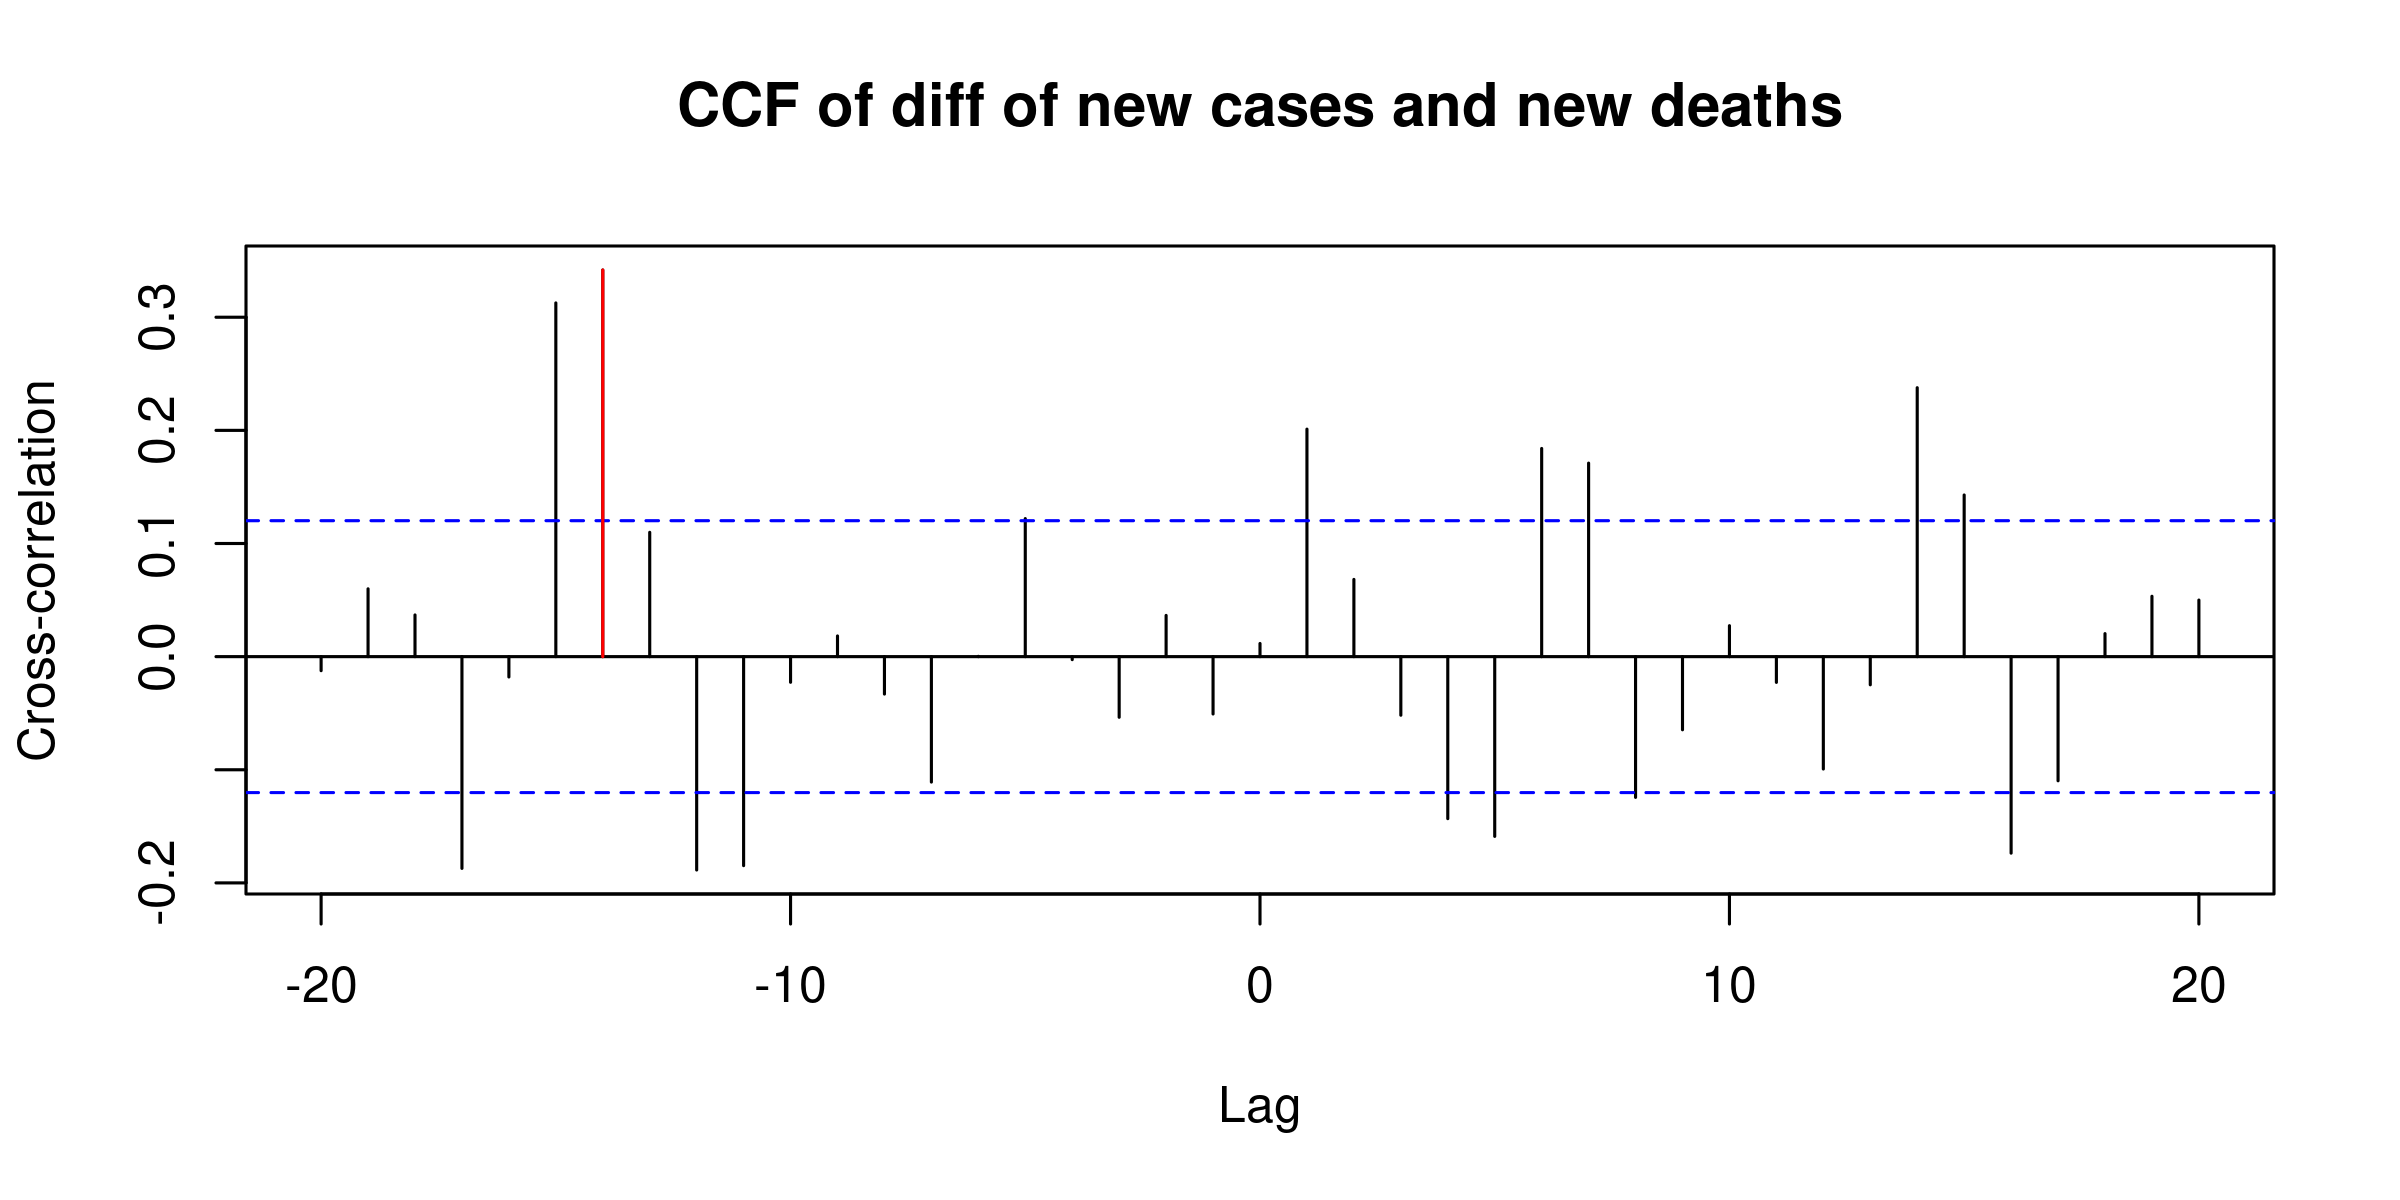 CCF of diff of new cases and new deaths
Cross-correlation
0.3
0.2
0.1
0.0
-0.2
-20 -10 0 10 20
Lag